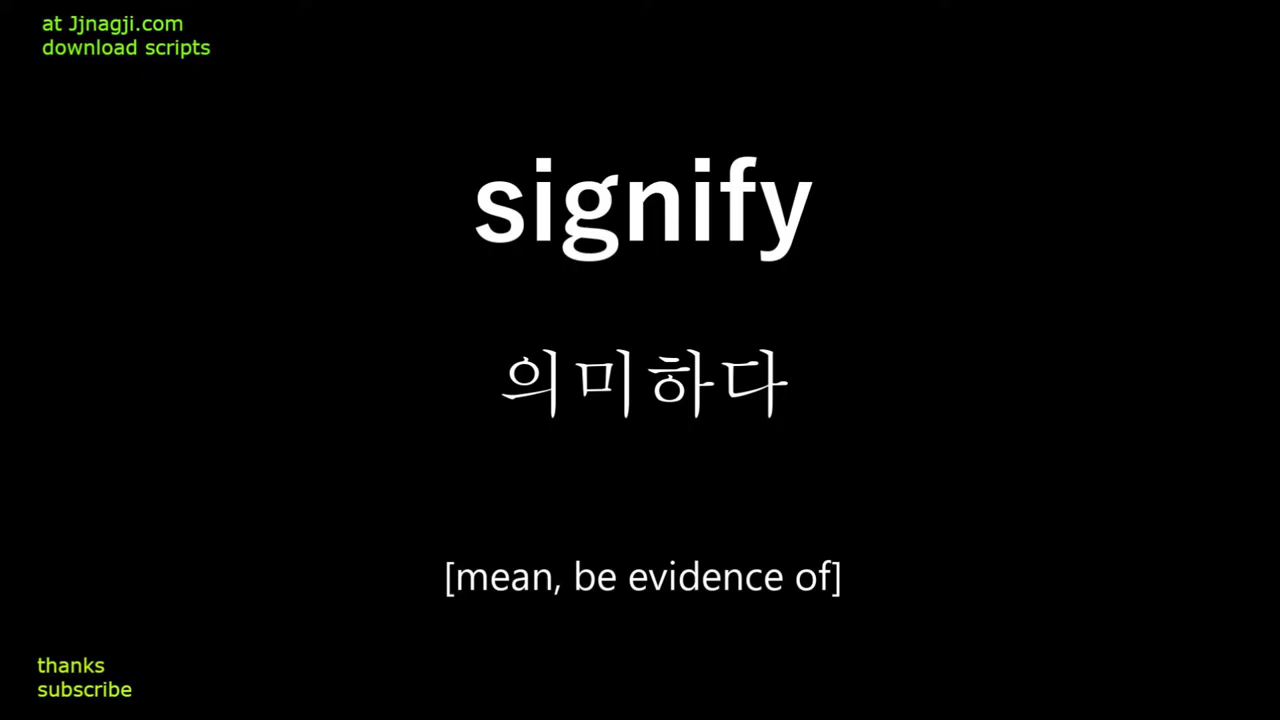 at Jjnagji.com
download scripts
signify
의미하다
[mean, be evidence of]
thanks
subscribe